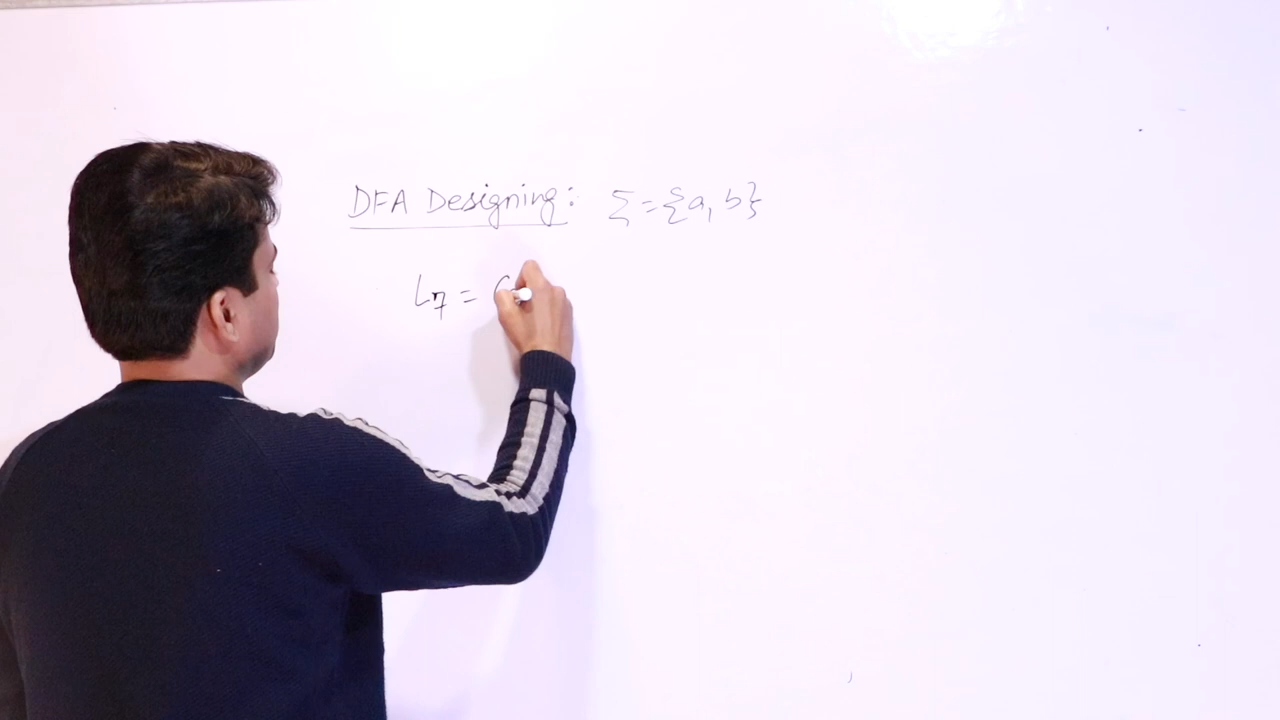 DFA Designing: Σ={a, b}
L7 =